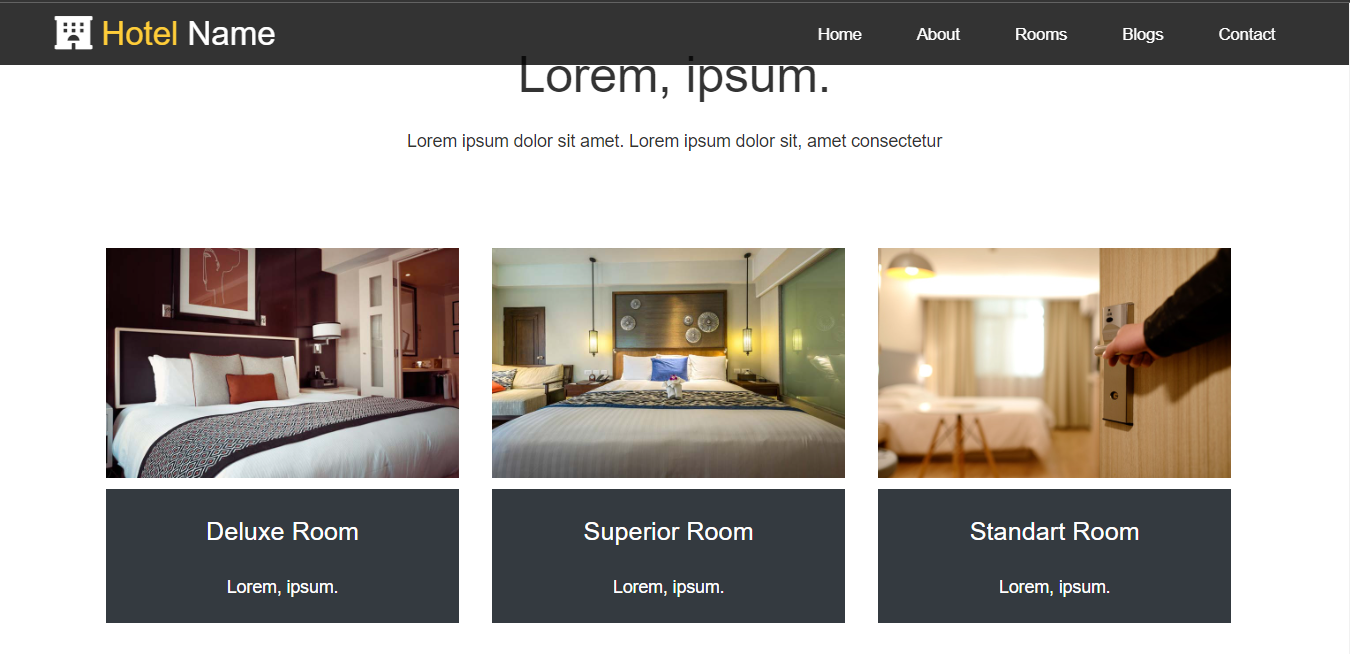 Hotel Name
Home About Rooms Blogs Contact
Lorem, ipsum.
Lorem ipsum dolor sit amet. Lorem ipsum dolor sit, amet consectetur
Deluxe Room
Lorem, ipsum.
Superior Room
Lorem, ipsum.
Standart Room
Lorem, ipsum.